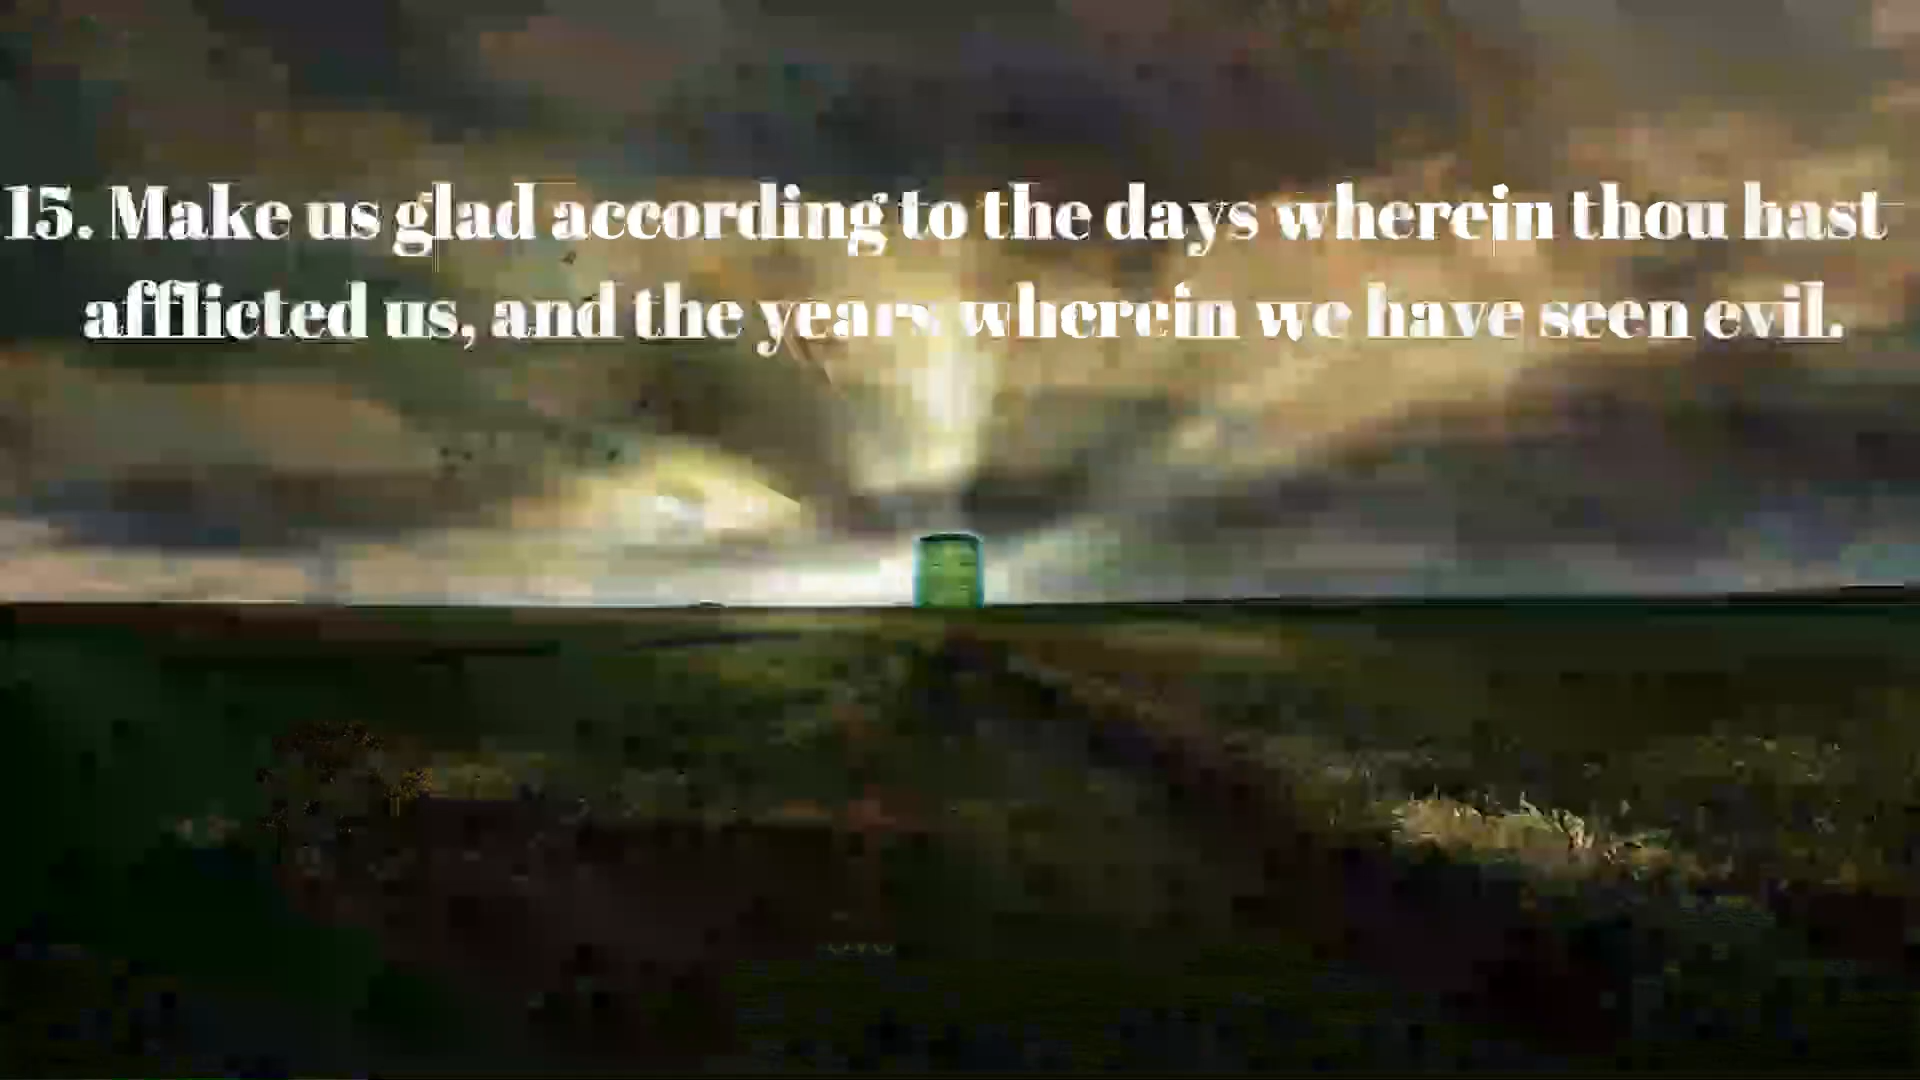 15. Make us glad according to the days wherein thou hast
afflicted us, and the years wherein we have seen evil.